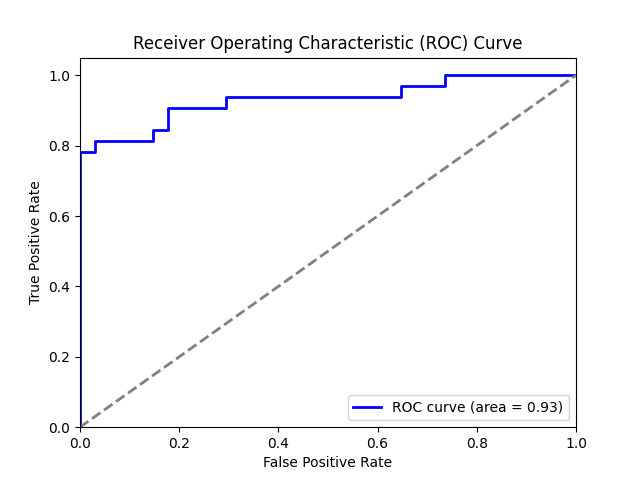 Receiver Operating Characteristic (ROC) Curve
True Positive Rate
1.0
0.8
0.6
0.4
0.2
0.0
ROC curve (area = 0.93)
0.0 0.2 0.4 0.6 0.8 1.0
False Positive Rate